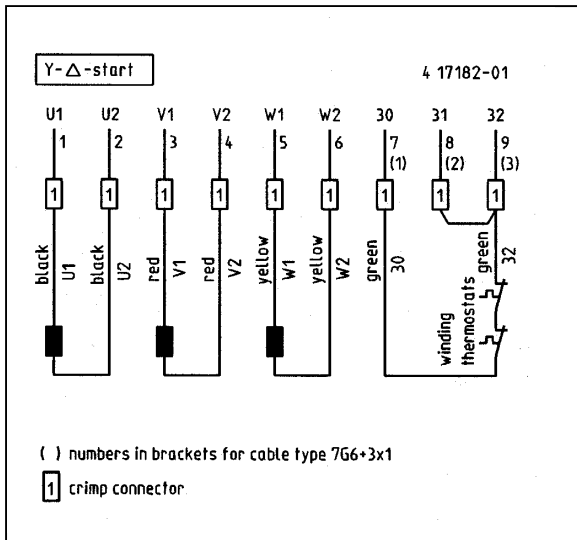 Y-△-start
4 17182-01
U1 U2 V1 V2 W1 W2 30 31 32
1 2 3 4 5 6 7 8 9
(1) (2) (3)
1 1 1 1 1 1 1 1 1
black U1 black U2 red V1 red V2 yellow W1 yellow W2 green 30 green 32
winding
thermostats
( ) numbers in brackets for cable type 7G6+3x1
1 crimp connector